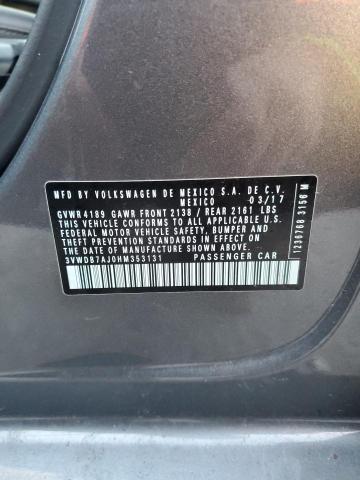 MFD BY VOLKSWAGEN DE MEXICO S.A. DE C.V.
MEXICO 03/17
GVWR 4189 GAWR FRONT 2138 / REAR 2161 LBS
THIS VEHICLE CONFORMS TO ALL APPLICABLE U.S.
FEDERAL MOTOR VEHICLE SAFETY, BUMPER AND
THEFT PREVENTION STANDARDS IN EFFECT ON
THE DATE OF MANUFACTURE SHOWN ABOVE.
3VWDB7AJ0HM353131 PASSENGER CAR
1236768 3156 M